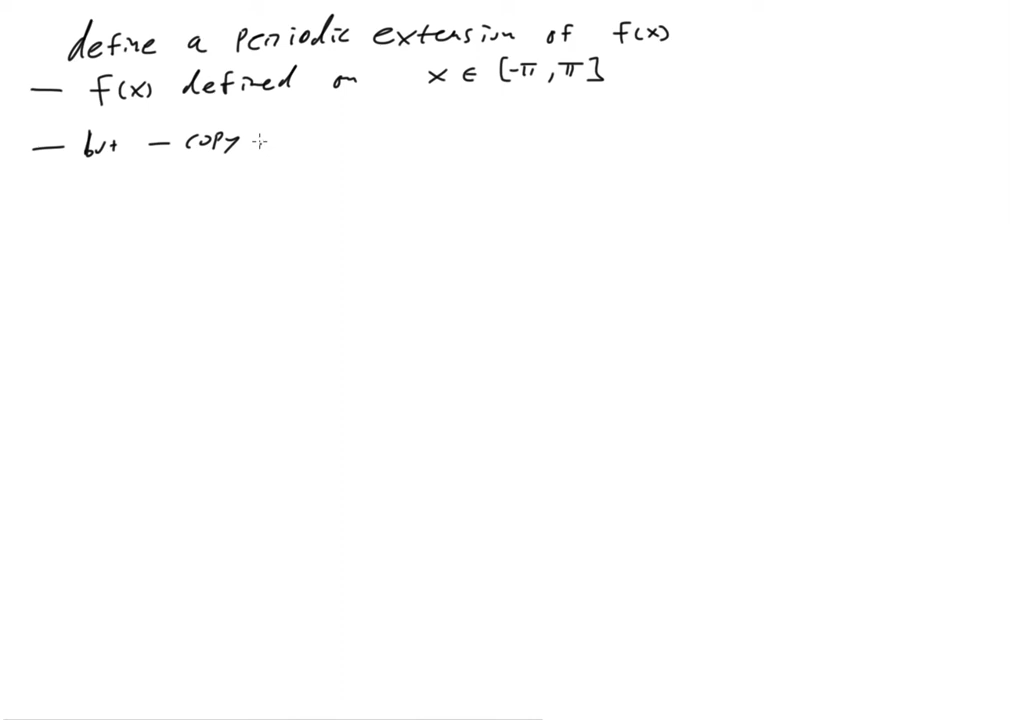 define a periodic extension of f(x)
— f(x) defined on x ∈ [-π, π]
— but — copy